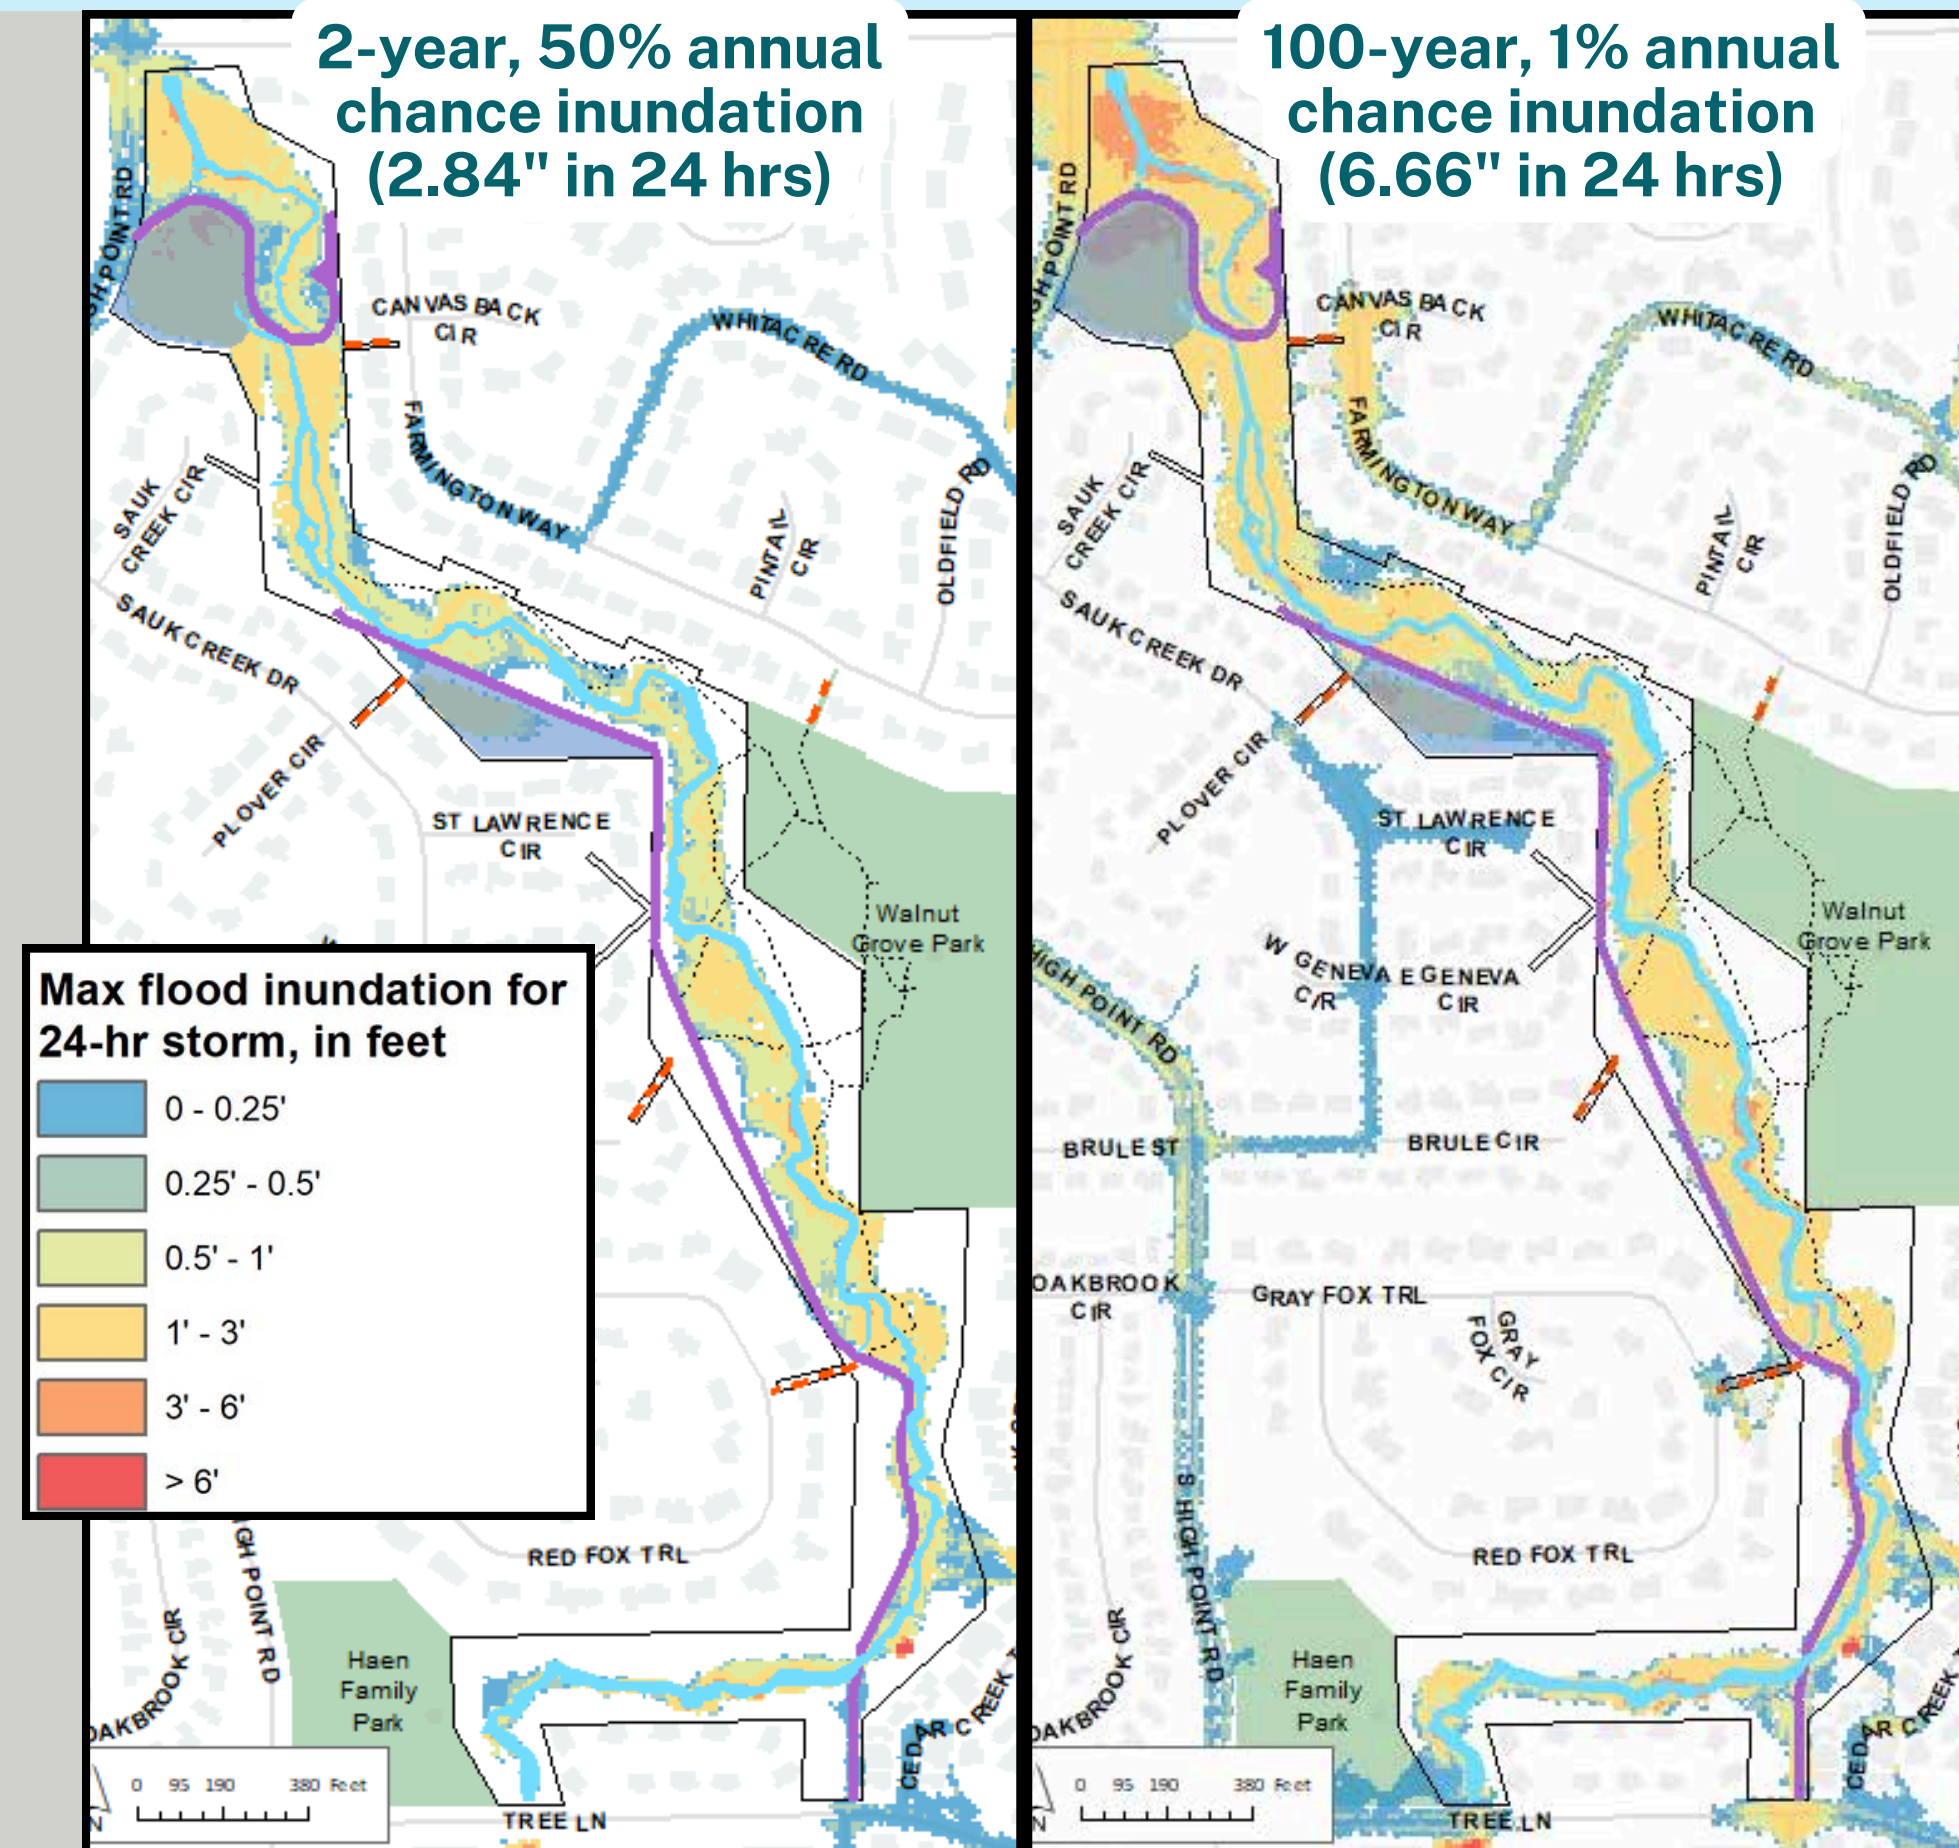 2-year, 50% annual
chance inundation
(2.84" in 24 hrs)
CANVAS BACK
CIR
WHITACRE RD
FARMINGTON WAY
SAUK
CREEK CIR
PINTAIL
CIR
OLDFIELD RD
SAUK CREEK DR
PLOVER CIR
ST LAWRENCE
CIR
Walnut
Grove Park
Max flood inundation for
24-hr storm, in feet
0 - 0.25'
0.25' - 0.5'
0.5' - 1'
1' - 3'
3' - 6'
> 6'
RED FOX TRL
GH POINT RD
OAKBROOK CIR
Haen
Family
Park
CEDAR CREEK T
0 95 190 380 Feet
N
TREE LN
100-year, 1% annual
chance inundation
(6.66" in 24 hrs)
GH POINT RD
CANVAS BACK
CIR
WHITACRE RD
FARMINGTON WAY
SAUK
CREEK CIR
PINTAIL
CIR
OLDFIELD RD
SAUK CREEK DR
PLOVER CIR
ST LAWRENCE
CIR
Walnut
Grove Park
W GENEVA
CIR
E GENEVA
CIR
HIGH POINT RD
BRULE ST
BRULE CIR
OAKBROOK
CIR
GRAY FOX TRL
GRAY
FOX CIR
S HIGH POINT RD
RED FOX TRL
OAKBROOK CIR
Haen
Family
Park
CEDAR CREEK
0 95 190 380 Feet
N
TREE LN